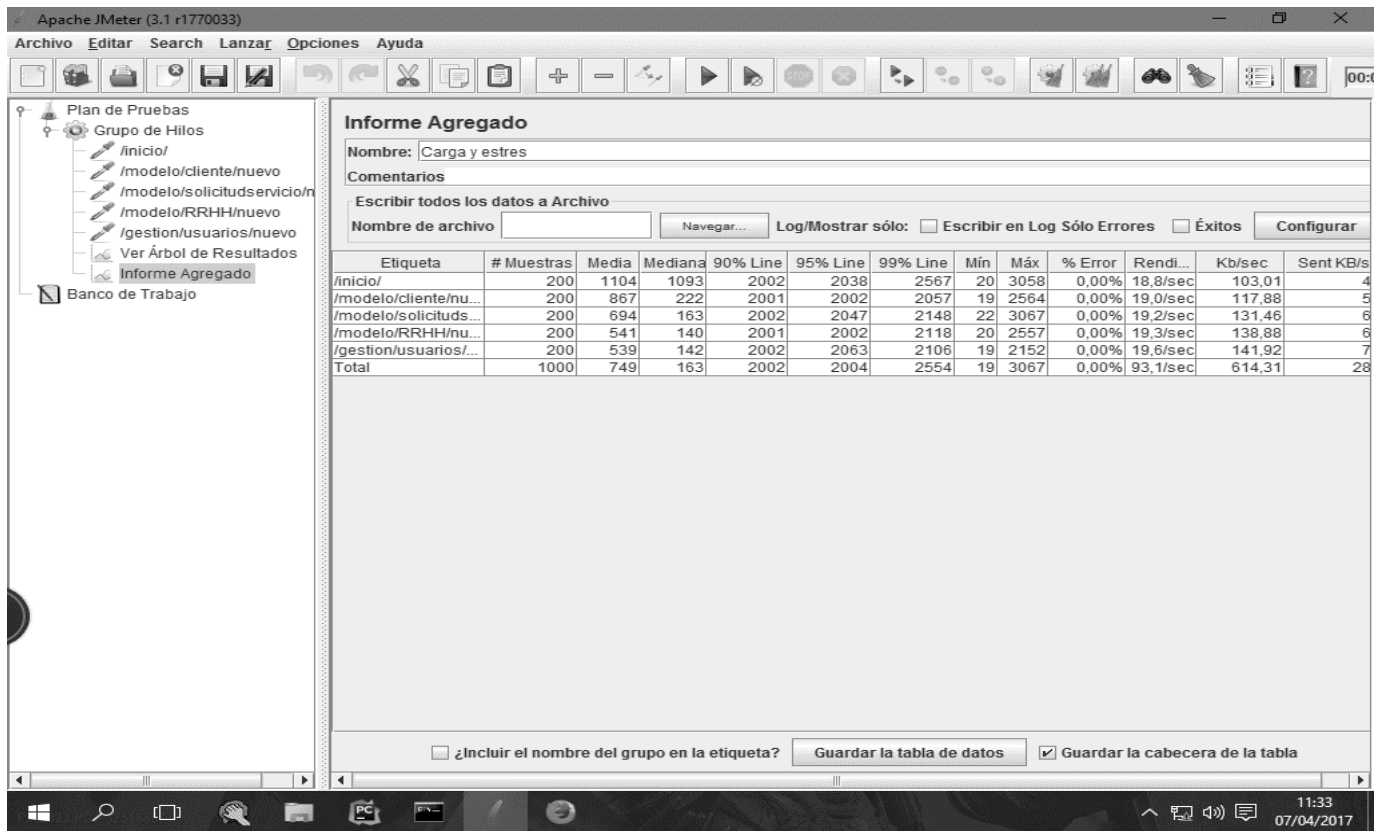 Apache JMeter (3.1 r1770033)
Archivo Editar Search Lanzar Opciones Ayuda
STOP
00:0
Plan de Pruebas
Grupo de Hilos
/inicio/
/modelo/cliente/nuevo
/modelo/solicitudservicio/n
/modelo/RRHH/nuevo
/gestion/usuarios/nuevo
Ver Árbol de Resultados
Informe Agregado
Banco de Trabajo
Informe Agregado
Nombre: Carga y estres
Comentarios
Escribir todos los datos a Archivo
Nombre de archivo Navegar... Log/Mostrar sólo: Escribir en Log Sólo Errores Éxitos Configurar
Etiqueta # Muestras Media Mediana 90% Line 95% Line 99% Line Mín Máx % Error Rendi... Kb/sec Sent KB/s
/inicio/ 200 1104 1093 2002 2038 2567 20 3058 0,00% 18,8/sec 103,01 4
/modelo/cliente/nu... 200 867 222 2001 2002 2057 19 2564 0,00% 19,0/sec 117,88 5
/modelo/solicituds... 200 694 163 2002 2047 2148 22 3067 0,00% 19,2/sec 131,46 6
/modelo/RRHH/nu... 200 541 140 2001 2002 2118 20 2557 0,00% 19,3/sec 138,88 6
/gestion/usuarios/... 200 539 142 2002 2063 2106 19 2152 0,00% 19,6/sec 141,92 7
Total 1000 749 163 2002 2004 2554 19 3067 0,00% 93,1/sec 614,31 28
¿Incluir el nombre del grupo en la etiqueta? Guardar la tabla de datos Guardar la cabecera de la tabla
PC
11:33
07/04/2017